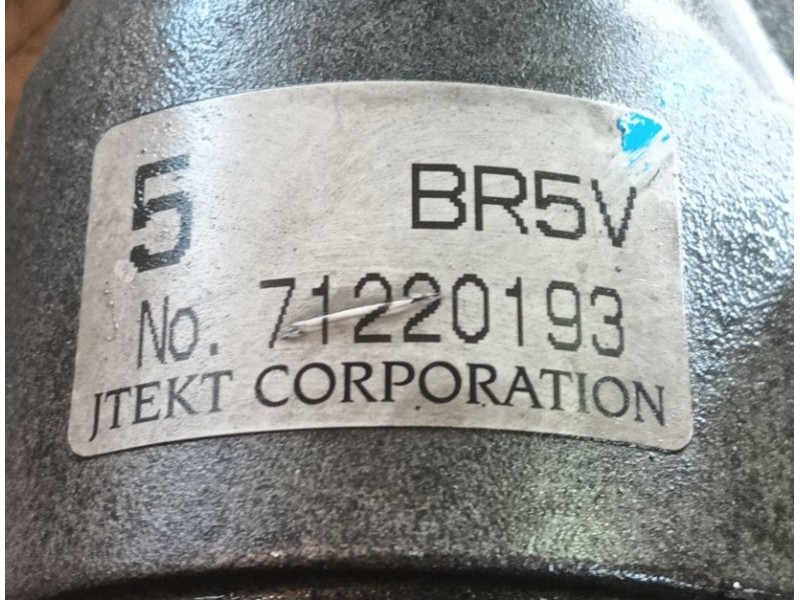 5 BR5V
No. 71220193
JTEKT CORPORATION